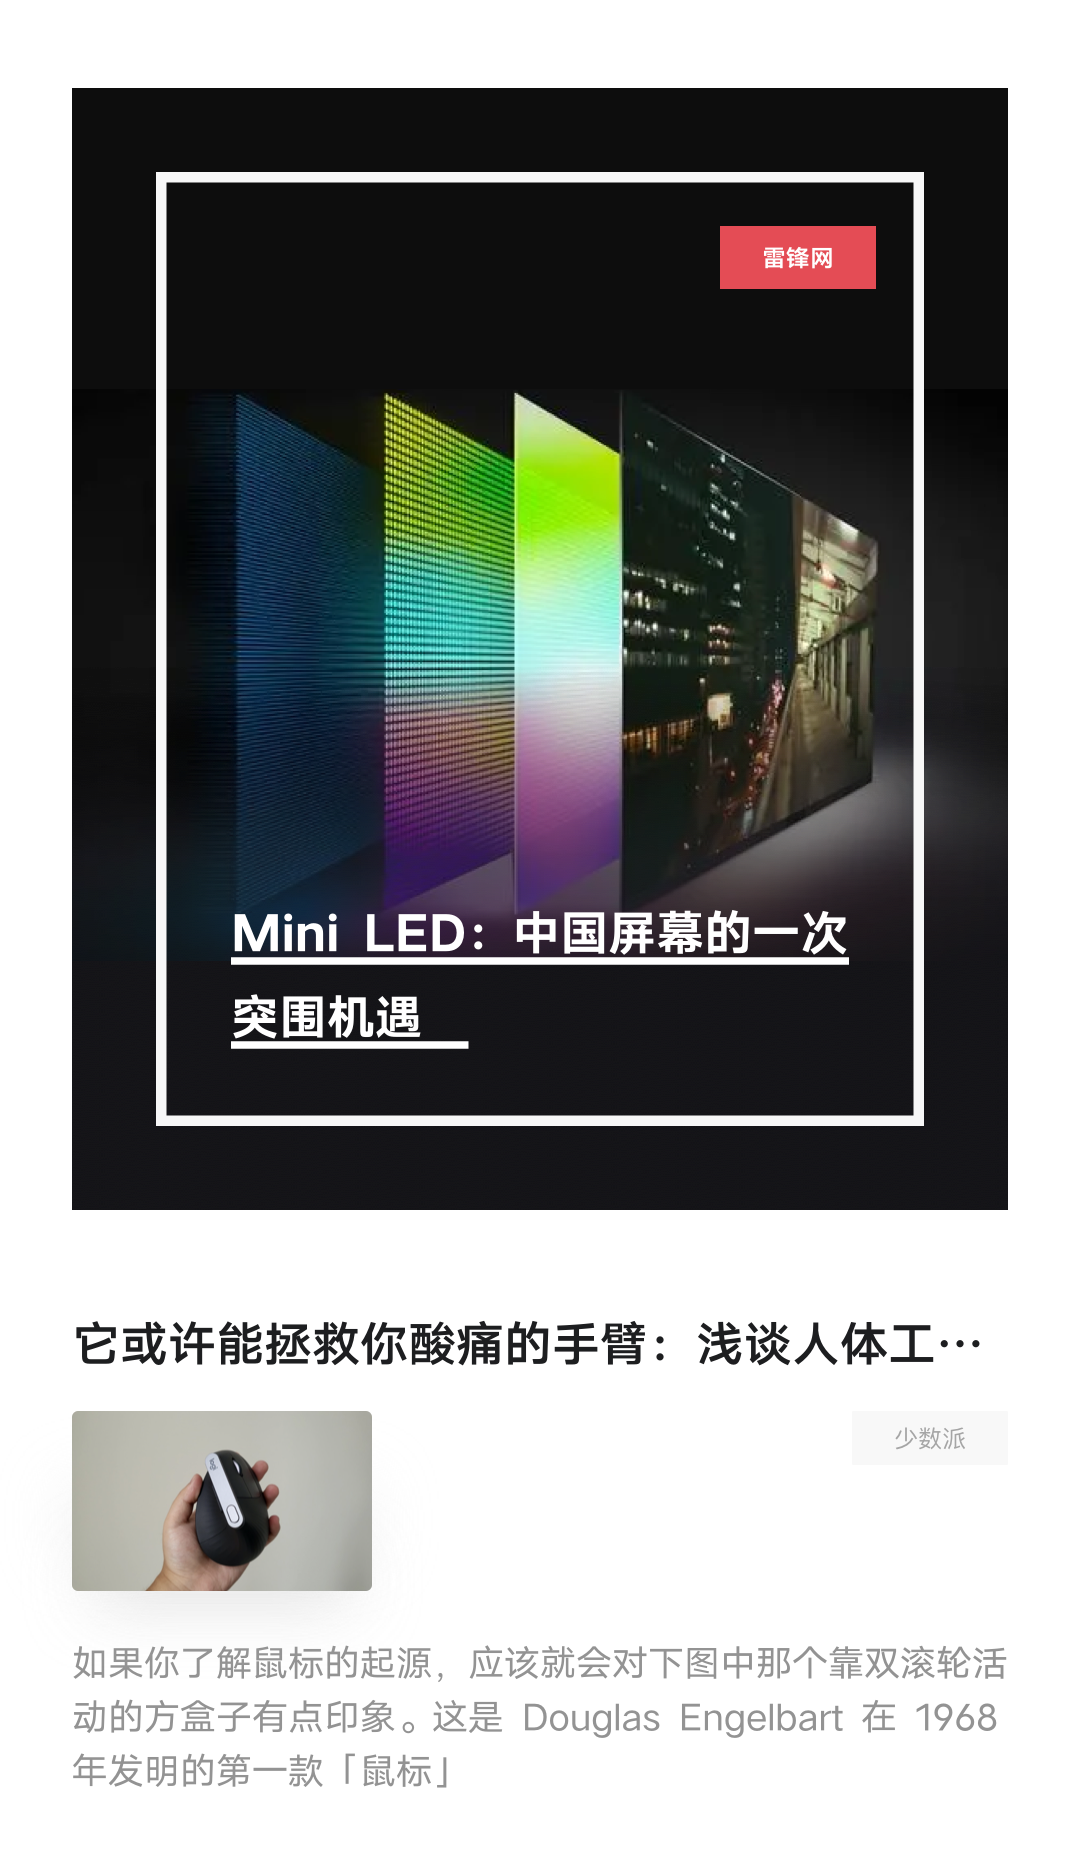 雷锋网
Mini LED：中国屏幕的一次
突围机遇
它或许能拯救你酸痛的手臂：浅谈人体工…
少数派
如果你了解鼠标的起源，应该就会对下图中那个靠双滚轮活
动的方盒子有点印象。这是 Douglas Engelbart 在 1968
年发明的第一款「鼠标」